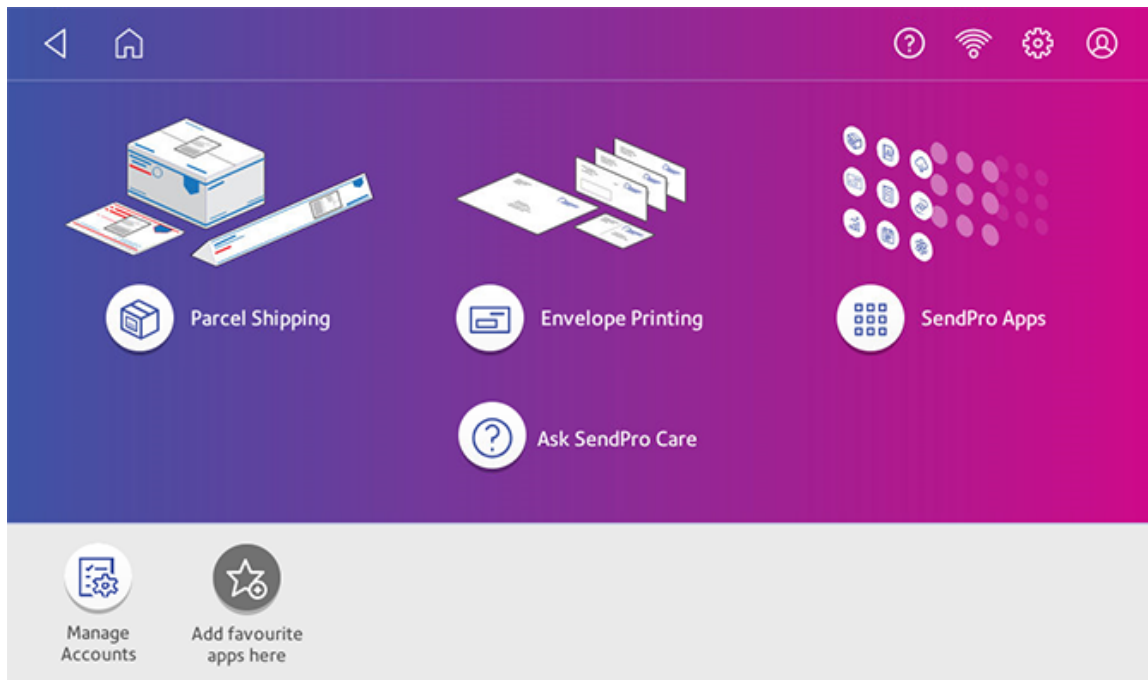 Parcel Shipping
Envelope Printing
SendPro Apps
Ask SendPro Care
Manage
Accounts
Add favourite
apps here